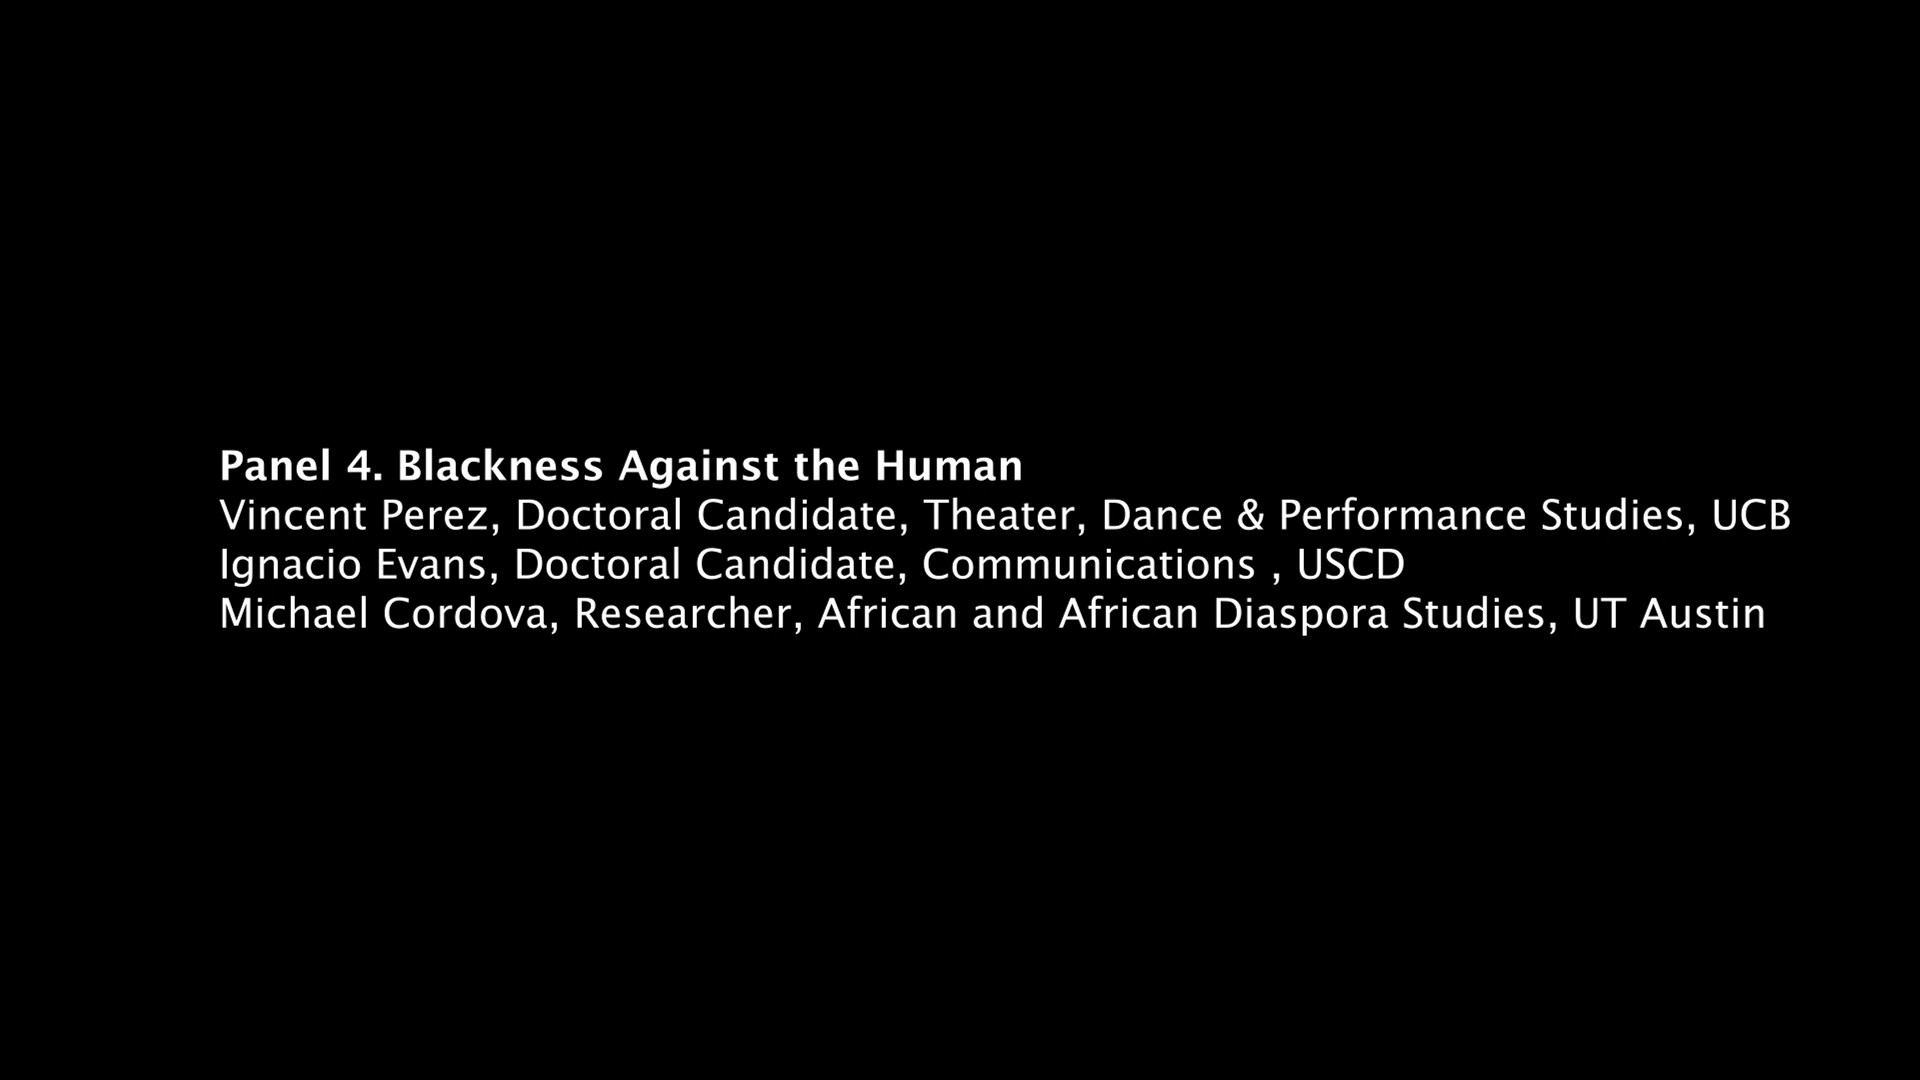 Panel 4. Blackness Against the Human
Vincent Perez, Doctoral Candidate, Theater, Dance & Performance Studies, UCB
Ignacio Evans, Doctoral Candidate, Communications , USCD
Michael Cordova, Researcher, African and African Diaspora Studies, UT Austin